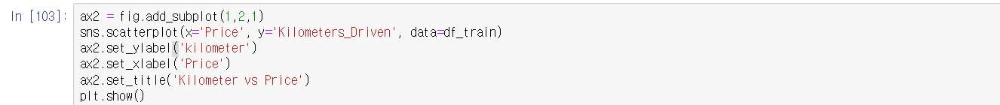 In [103]: ax2 = fig.add_subplot(1,2,1)
sns.scatterplot(x='Price', y='Kilometers_Driven', data=df_train)
ax2.set_ylabel('kilometer')
ax2.set_xlabel('Price')
ax2.set_title('Kilometer vs Price')
plt.show()